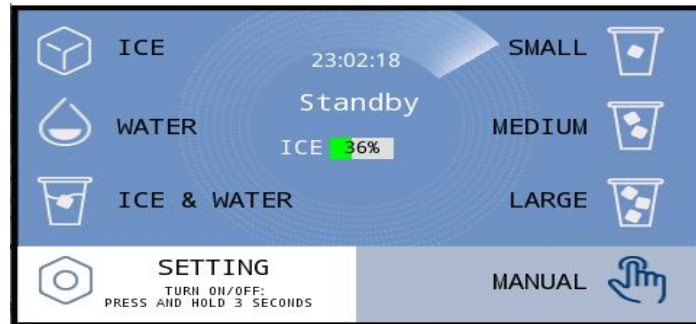 ICE
23:02:18
SMALL
Standby
WATER
MEDIUM
ICE 36%
ICE & WATER
LARGE
SETTING
TURN ON/OFF:
PRESS AND HOLD 3 SECONDS
MANUAL